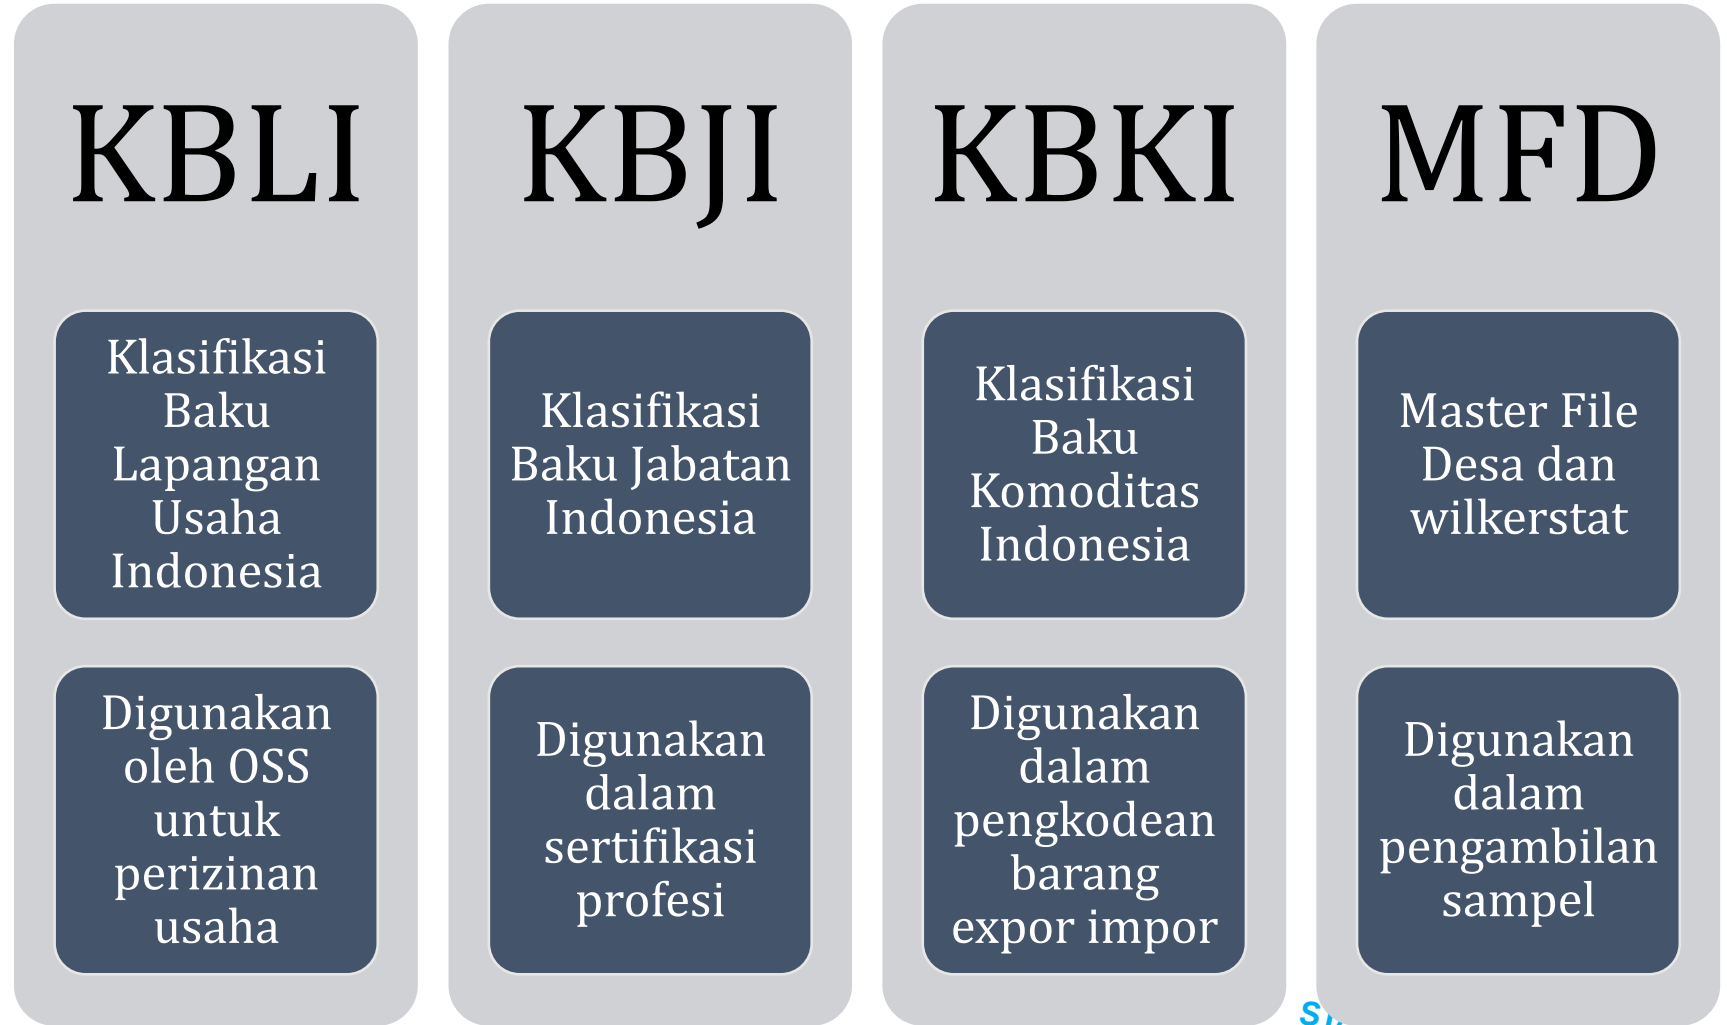 KBLI
Klasifikasi
Baku
Lapangan
Usaha
Indonesia
Digunakan
oleh OSS
untuk
perizinan
usaha
KBJI
Klasifikasi
Baku Jabatan
Indonesia
Digunakan
dalam
sertifikasi
profesi
KBKI
Klasifikasi
Baku
Komoditas
Indonesia
Digunakan
dalam
pengkodean
barang
expor impor
MFD
Master File
Desa dan
wilkerstat
Digunakan
dalam
pengambilan
sampel